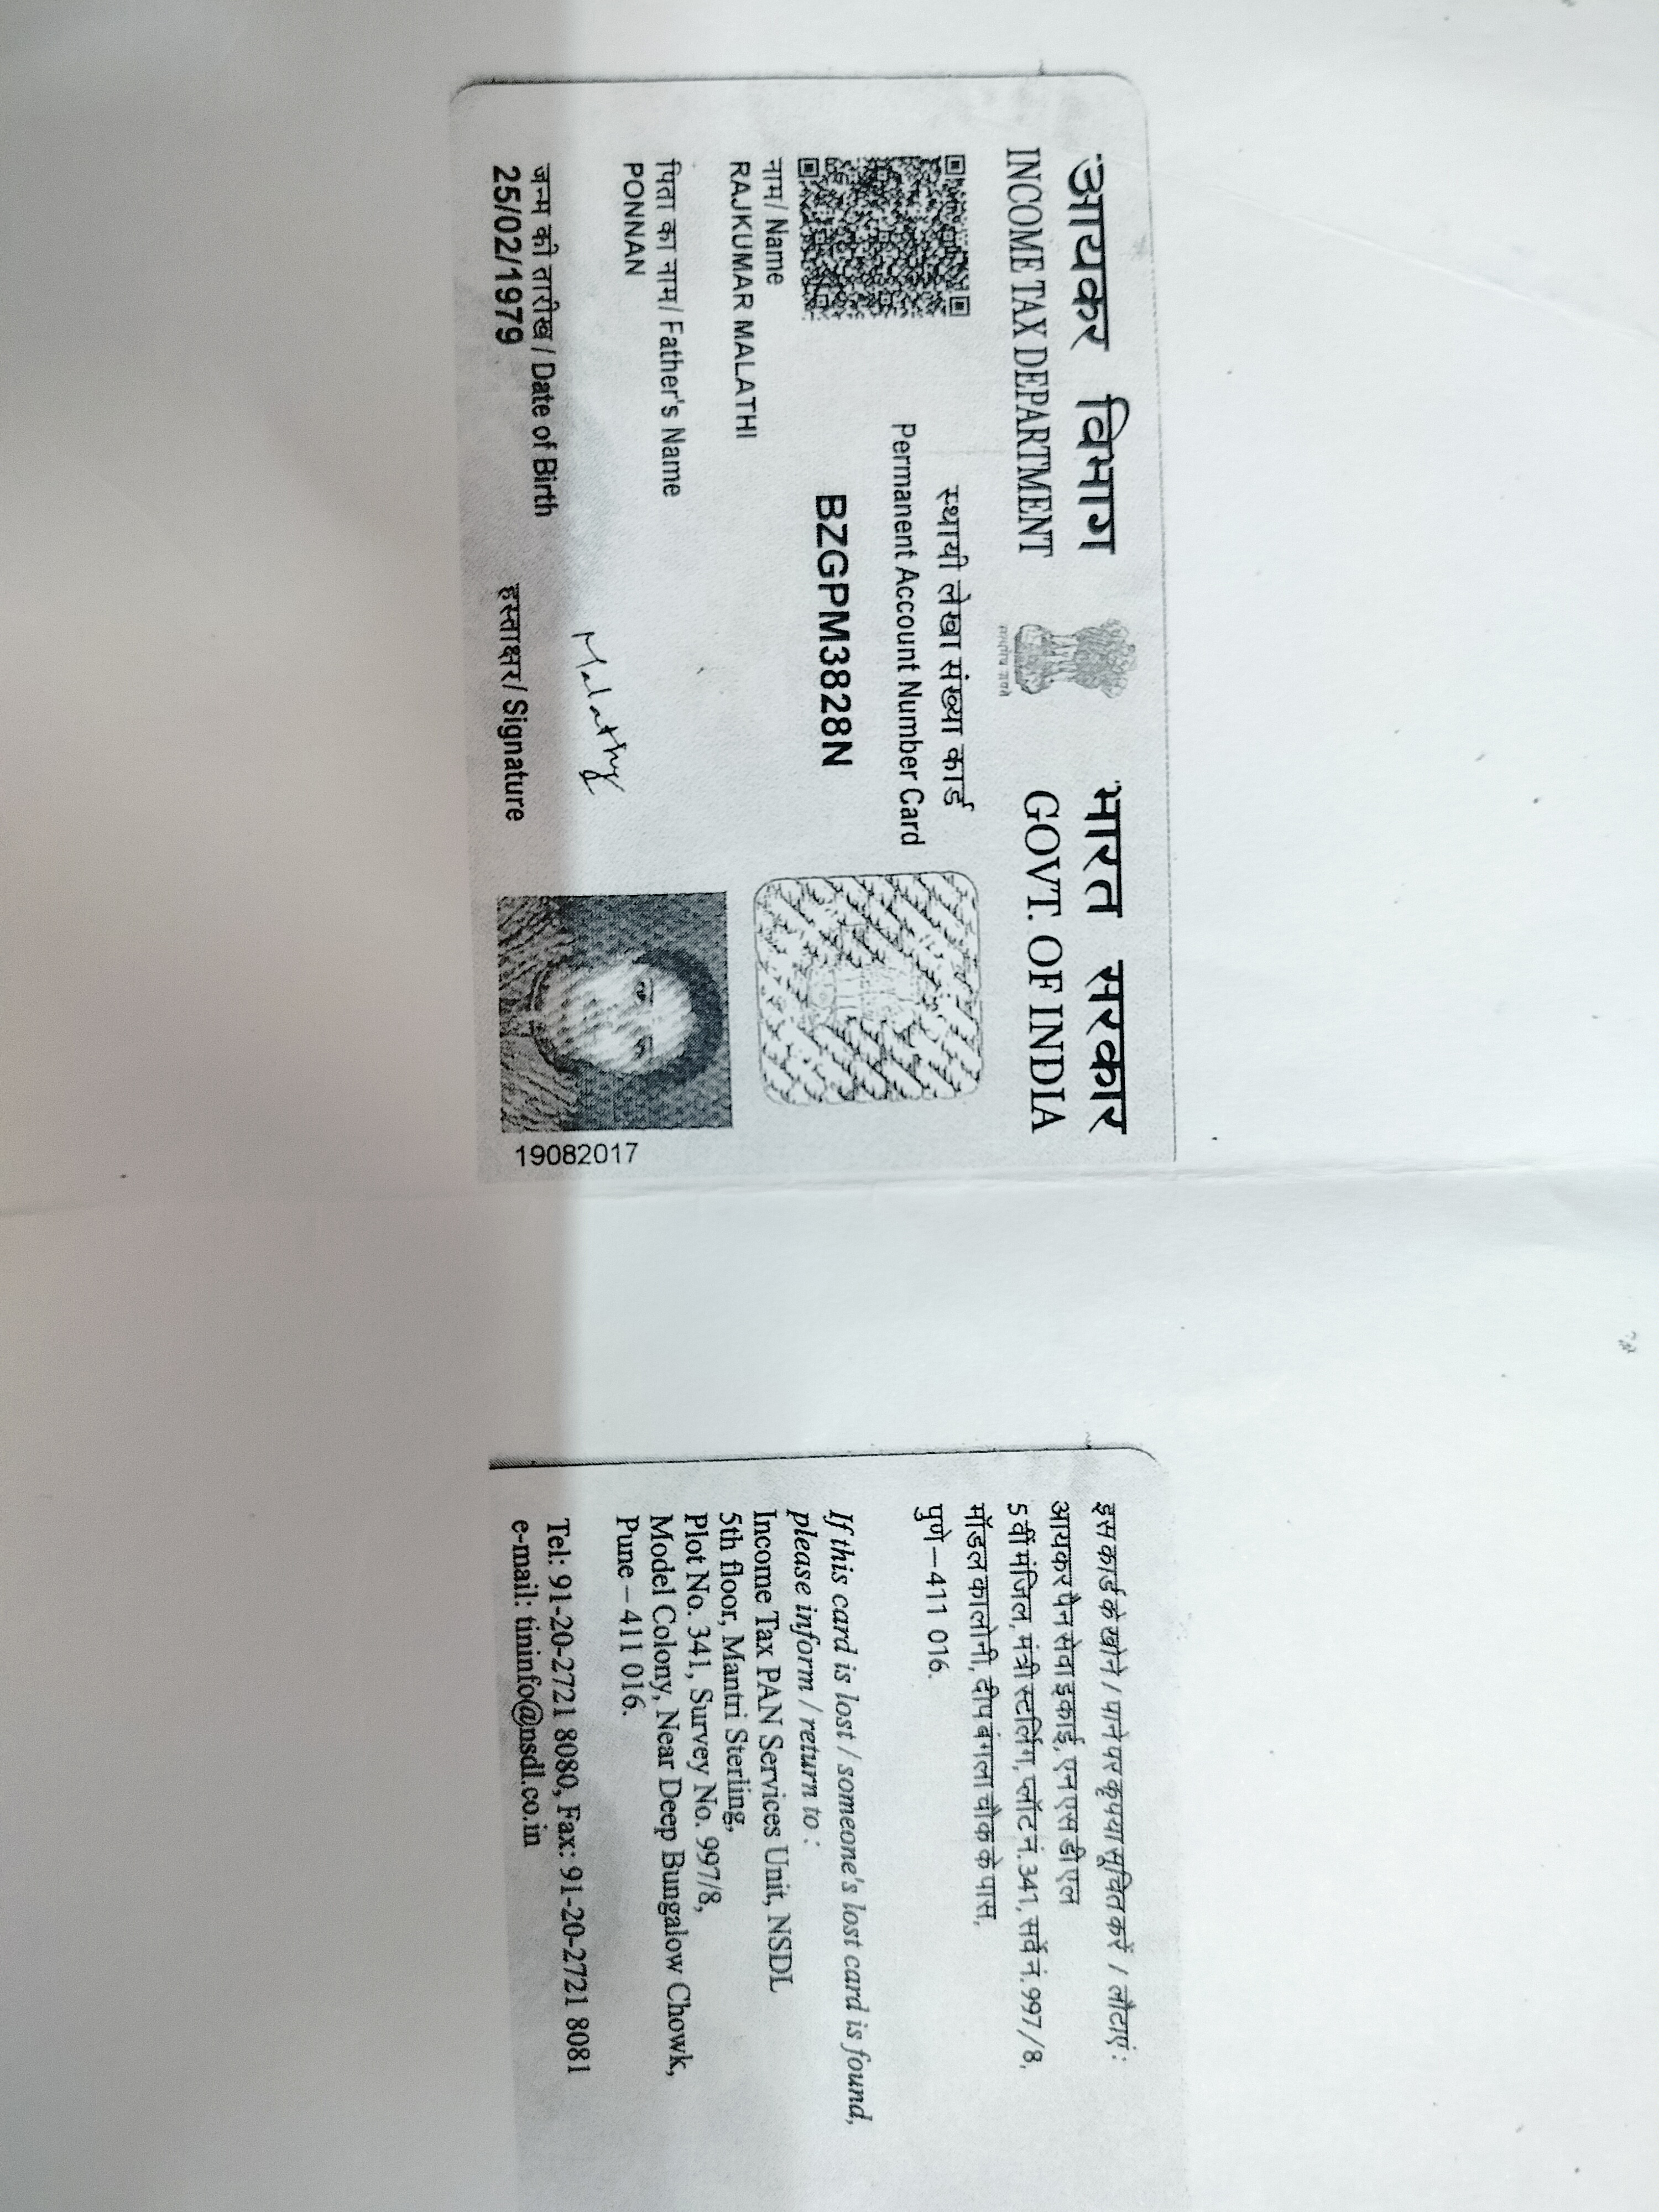 आयकर विभाग
INCOME TAX DEPARTMENT
भारत सरकार
GOVT. OF INDIA
स्थायी लेखा संख्या कार्ड
Permanent Account Number Card
BZGPM3828N
नाम/ Name
RAJKUMAR MALATHI
पिता का नाम/ Father's Name
PONNAN
जन्म की तारीख/ Date of Birth
25/02/1979
Malathy
हस्ताक्षर/ Signature
19082017
इस कार्ड के खोने / पाने पर कृपया सूचित करें / लौटाएं :
आयकर पैन सेवा इकाई, एन एस डी एल
5 वीं मंजिल, मंत्री स्टर्लिंग, प्लॉट नं. 341, सर्वे नं. 997/8,
मॉडल कालोनी, दीप बंगला चौक के पास,
पुणे – 411 016.
If this card is lost / someone's lost card is found,
please inform / return to :
Income Tax PAN Services Unit, NSDL
5th floor, Mantri Sterling,
Plot No. 341, Survey No. 997/8,
Model Colony, Near Deep Bungalow Chowk,
Pune – 411 016.
Tel: 91-20-2721 8080, Fax: 91-20-2721 8081
e-mail: tininfo@nsdl.co.in